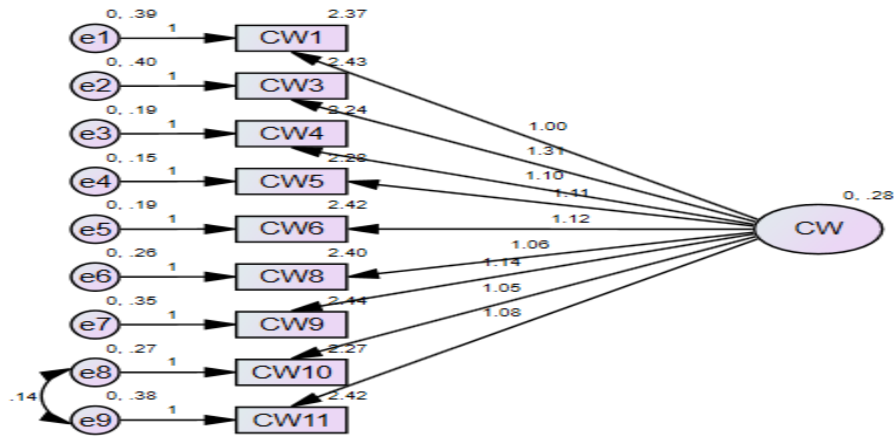 0, .39 2.37
e1 1 CW1
0, .40 2.43
e2 1 CW3
0, .19 2.24 1.00
e3 1 CW4
1.31
0, .15 2.28 1.10
e4 1 CW5 1.11 0, .28
0, .19 2.42 1.12
e5 1 CW6 CW
0, .26 2.40 1.06
e6 1 CW8 1.14
0, .35 2.44 1.05
e7 1 CW9 1.08
0, .27 2.27
e8 1 CW10
.14 0, .38 2.42
e9 1 CW11